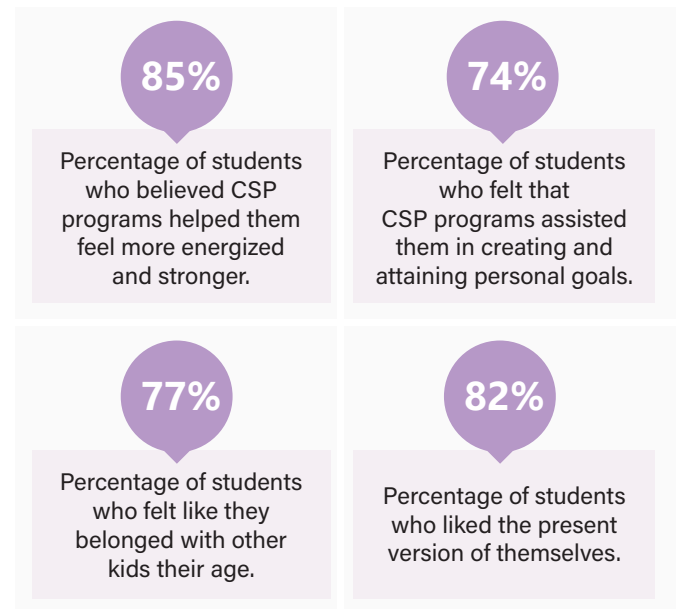 85%
Percentage of students
who believed CSP
programs helped them
feel more energized
and stronger.
74%
Percentage of students
who felt that
CSP programs assisted
them in creating and
attaining personal goals.
77%
Percentage of students
who felt like they
belonged with other
kids their age.
82%
Percentage of students
who liked the present
version of themselves.